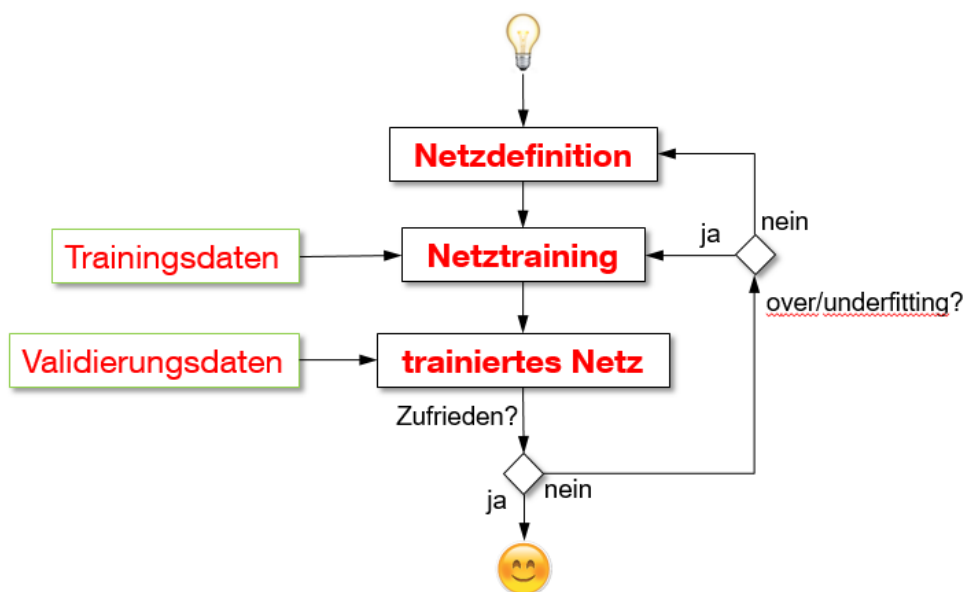 Netzdefinition
nein
ja
Trainingsdaten
Netztraining
over/underfitting?
Validierungsdaten
trainiertes Netz
Zufrieden?
nein
ja